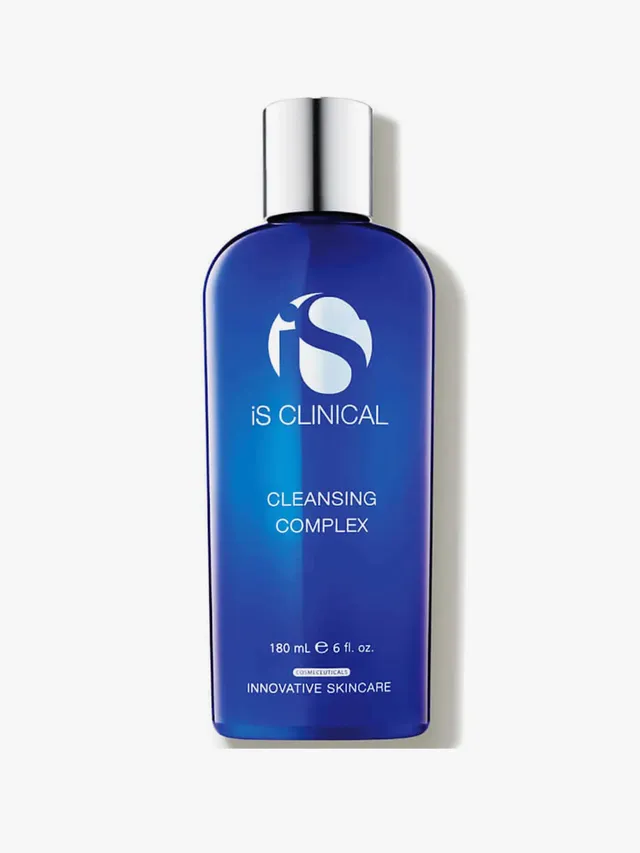 iS
iS CLINICAL
CLEANSING
COMPLEX
180 mL ℮ 6 fl. oz.
COSMECEUTICALS
INNOVATIVE SKINCARE